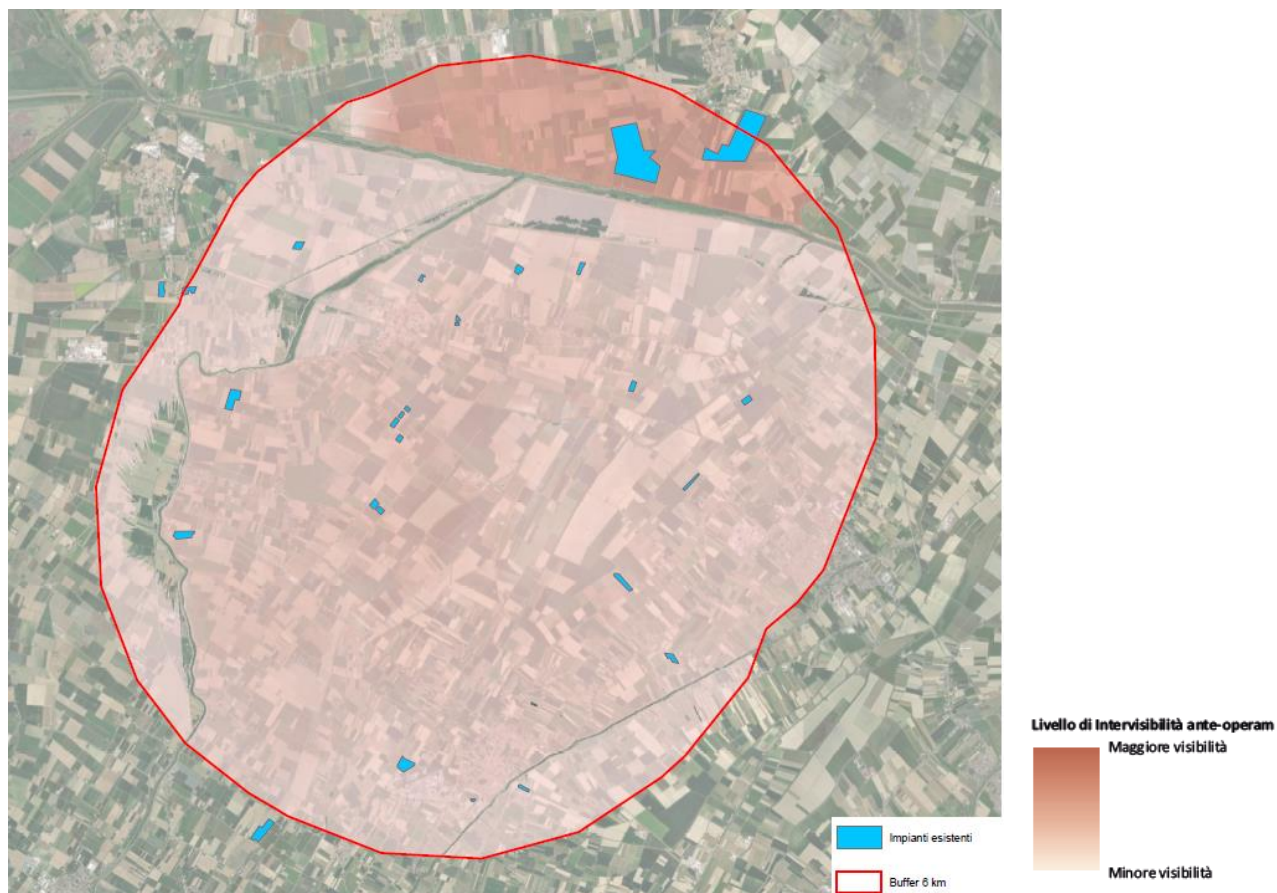 Livello di Intervisibilità ante-operam
Maggiore visibilità
Minore visibilità
Impianti esistenti
Buffer 6 km